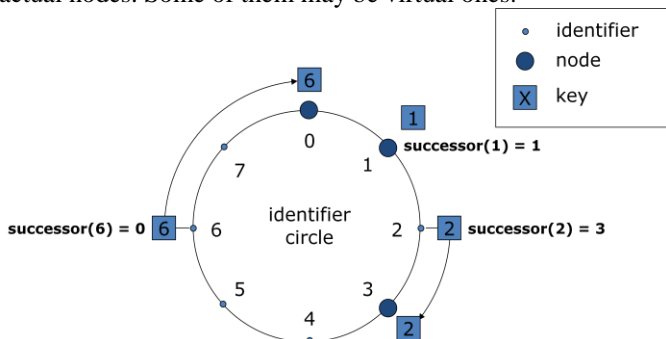 actual nodes. Some of them may be virtual ones.
identifier
node
X key
6
1
0
1
successor(1) = 1
7
identifier
circle
successor(6) = 0 6
6
2
2 successor(2) = 3
5
3
4
2